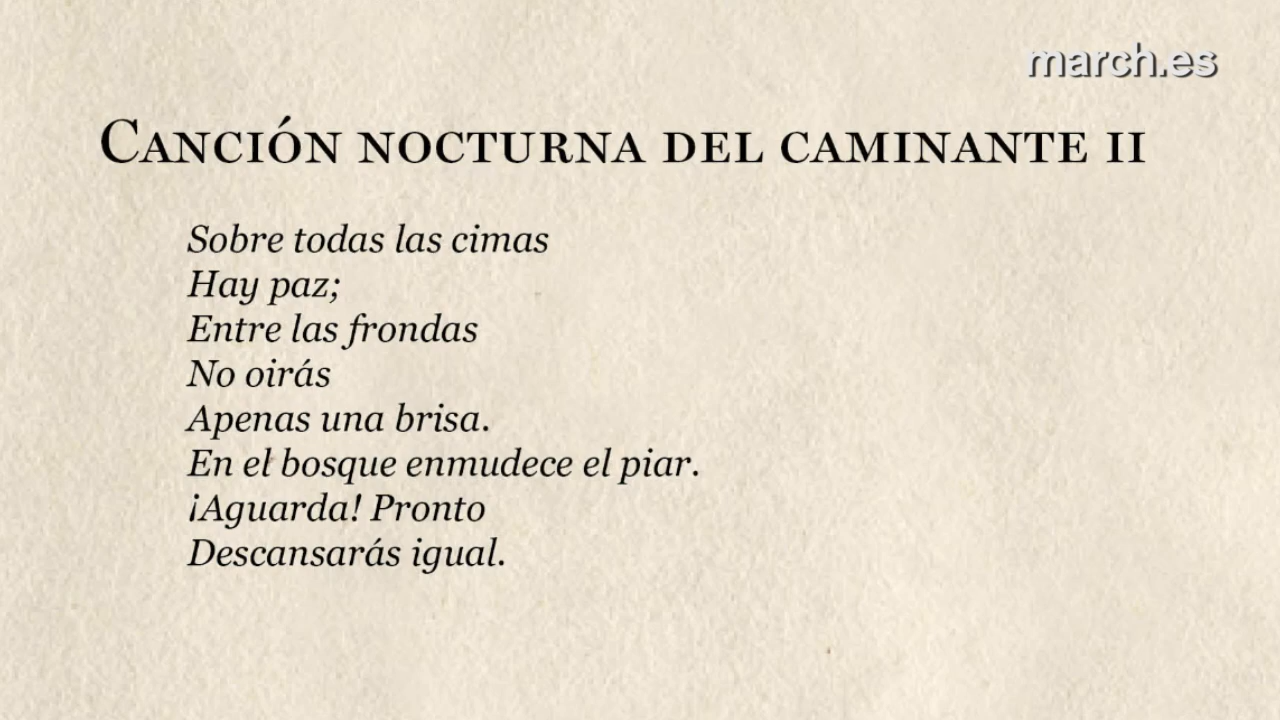 march.es
CANCIÓN NOCTURNA DEL CAMINANTE II
Sobre todas las cimas
Hay paz;
Entre las frondas
No oirás
Apenas una brisa.
En el bosque enmudece el piar.
¡Aguarda! Pronto
Descansarás igual.